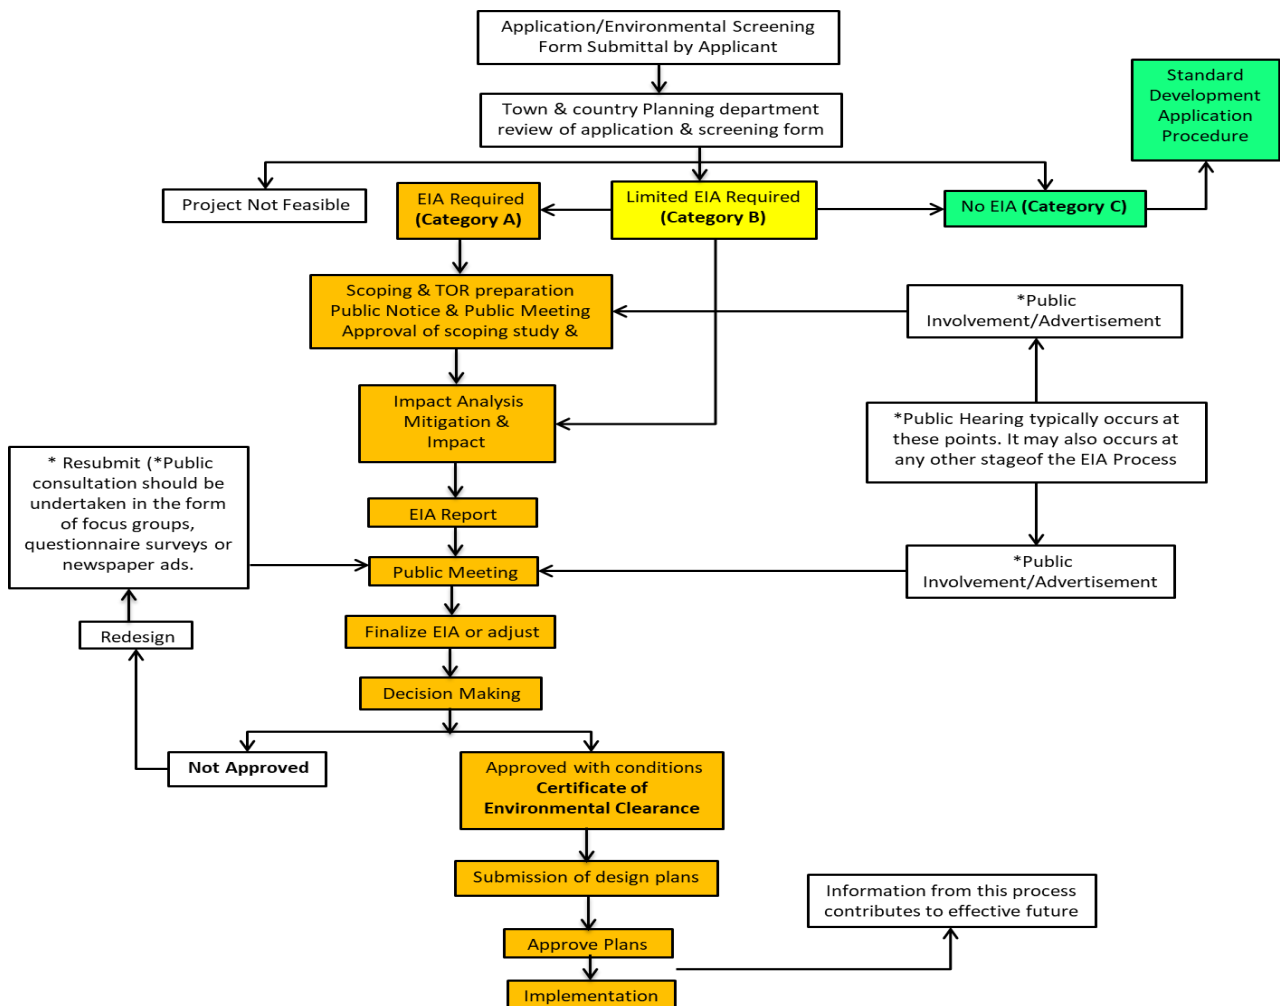 Application/Environmental Screening
Form Submittal by Applicant
Standard
Development
Application
Procedure
Town & country Planning department
review of application & screening form
Project Not Feasible
EIA Required
(Category A)
Limited EIA Required
(Category B)
No EIA (Category C)
Scoping & TOR preparation
Public Notice & Public Meeting
Approval of scoping study &
*Public
Involvement/Advertisement
Impact Analysis
Mitigation &
Impact
*Public Hearing typically occurs at
these points. It may also occurs at
any other stageof the EIA Process
* Resubmit (*Public
consultation should be
undertaken in the form
of focus groups,
questionnaire surveys or
newspaper ads.
EIA Report
Public Meeting
*Public
Involvement/Advertisement
Redesign
Finalize EIA or adjust
Decision Making
Not Approved
Approved with conditions
Certificate of
Environmental Clearance
Submission of design plans
Information from this process
contributes to effective future
Approve Plans
Implementation